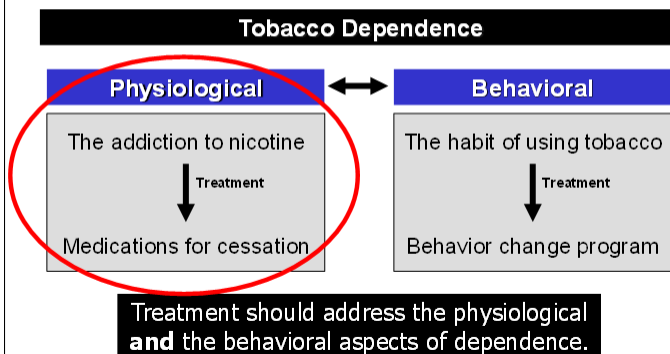 Tobacco Dependence
Physiological
Behavioral
The addiction to nicotine
Treatment
Medications for cessation
The habit of using tobacco
Treatment
Behavior change program
Treatment should address the physiological
and the behavioral aspects of dependence.